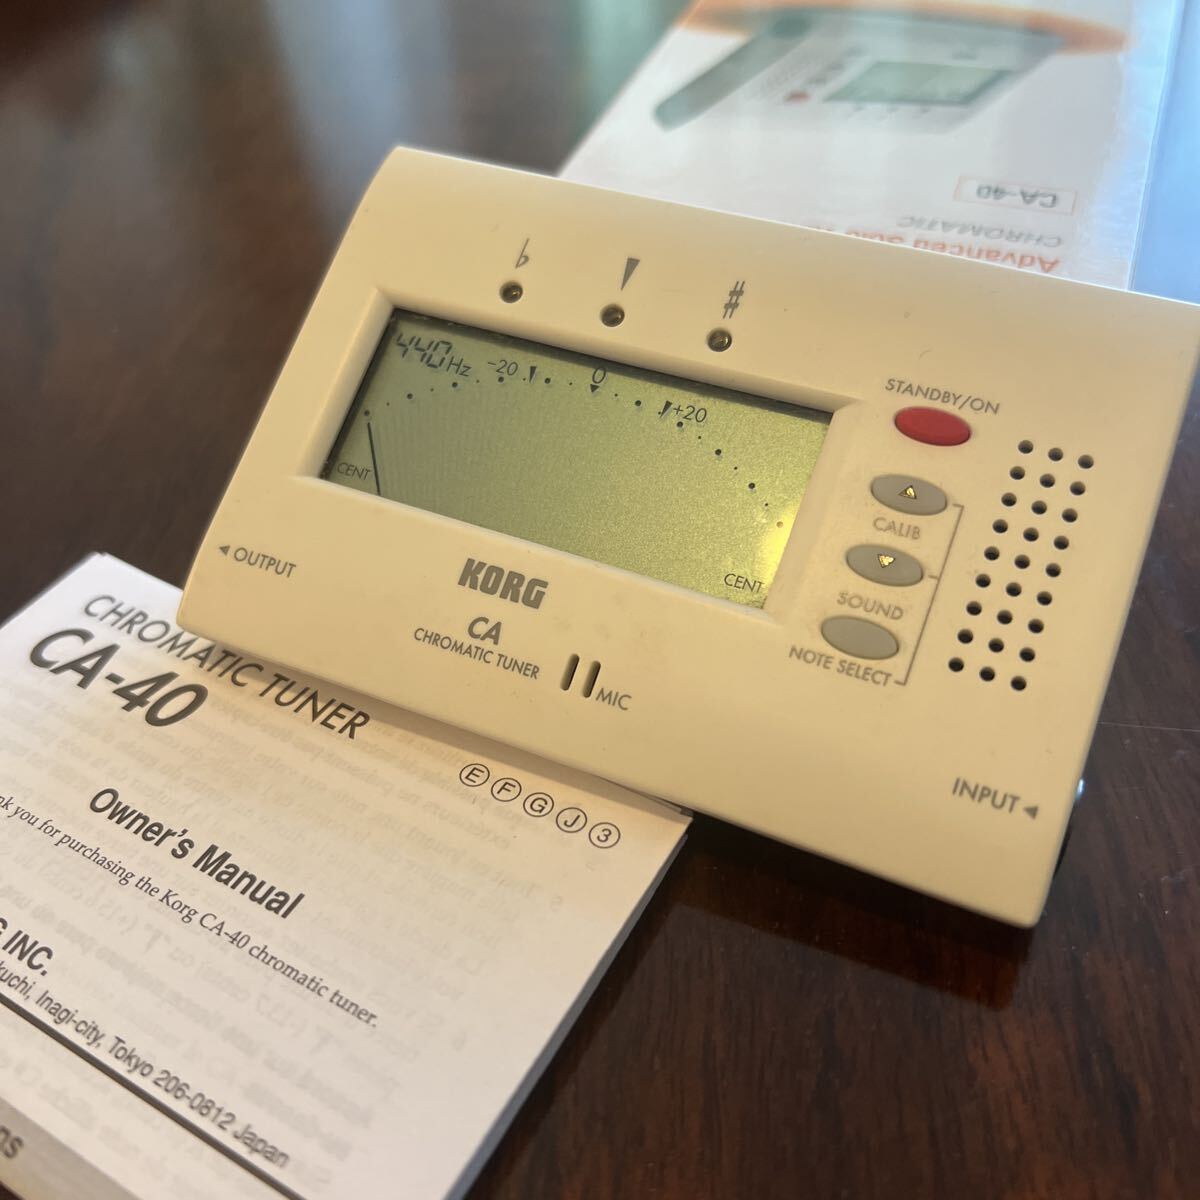 CA-40
CHROMATIC
Advanced Solo
♭
♯
440Hz
-20
0
+20
CENT
CENT
STANDBY/ON
CALIB
SOUND
NOTE SELECT
OUTPUT
KORG
CA
CHROMATIC TUNER
MIC
INPUT
CHROMATIC TUNER
CA-40
E F G J 3
Owner's Manual
you for purchasing the Korg CA-40 chromatic tuner.
INC.
Inagi-city, Tokyo 206-0812 Japan